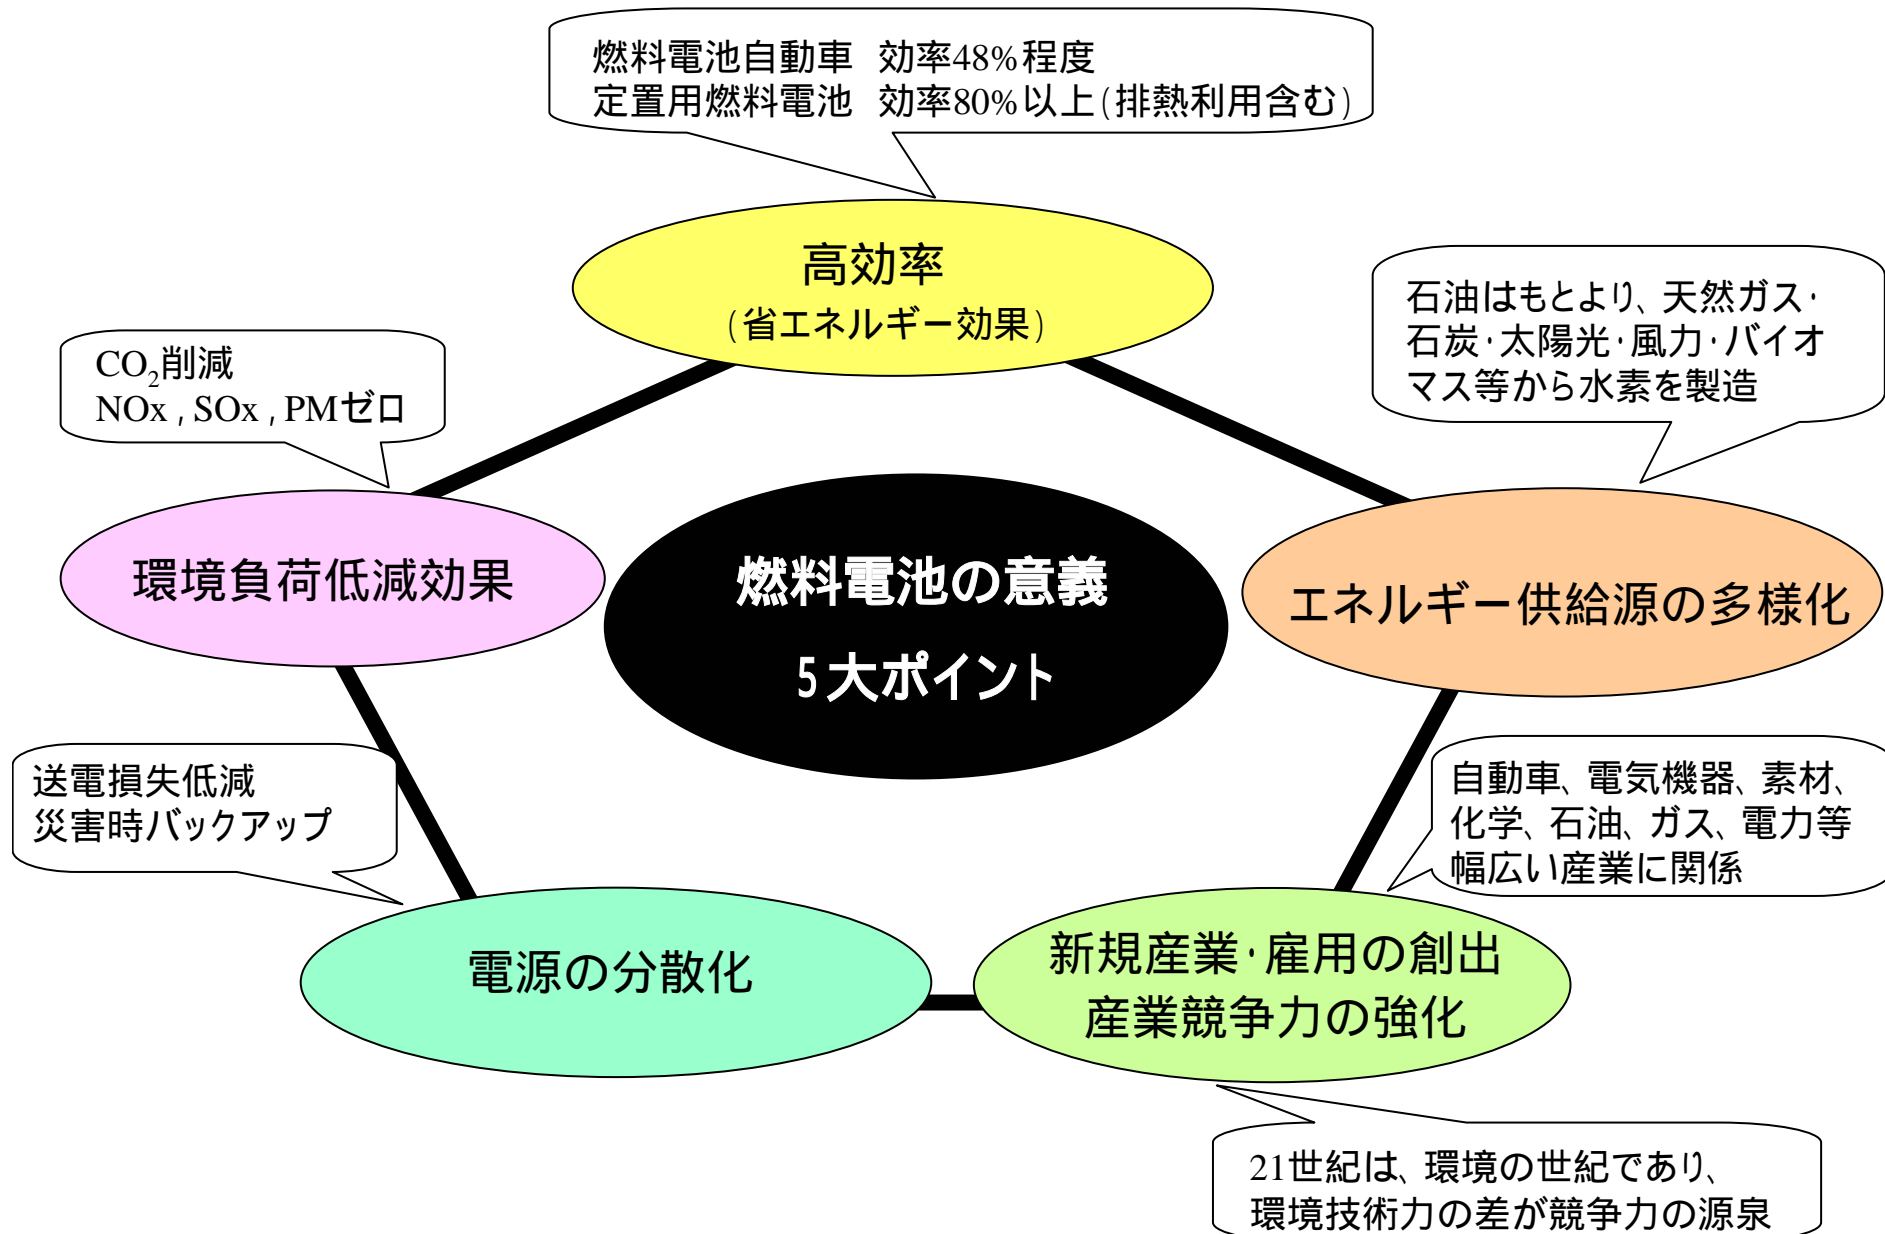 燃料電池自動車　効率48%程度
定置用燃料電池　効率80%以上(排熱利用含む)
高効率
(省エネルギー効果)
石油はもとより、天然ガス・
石炭・太陽光・風力・バイオ
マス等から水素を製造
CO₂削減
NOx , SOx , PMゼロ
環境負荷低減効果
燃料電池の意義
5大ポイント
エネルギー供給源の多様化
送電損失低減
災害時バックアップ
自動車、電気機器、素材、
化学、石油、ガス、電力等
幅広い産業に関係
電源の分散化
新規産業・雇用の創出
産業競争力の強化
21世紀は、環境の世紀であり、
環境技術力の差が競争力の源泉